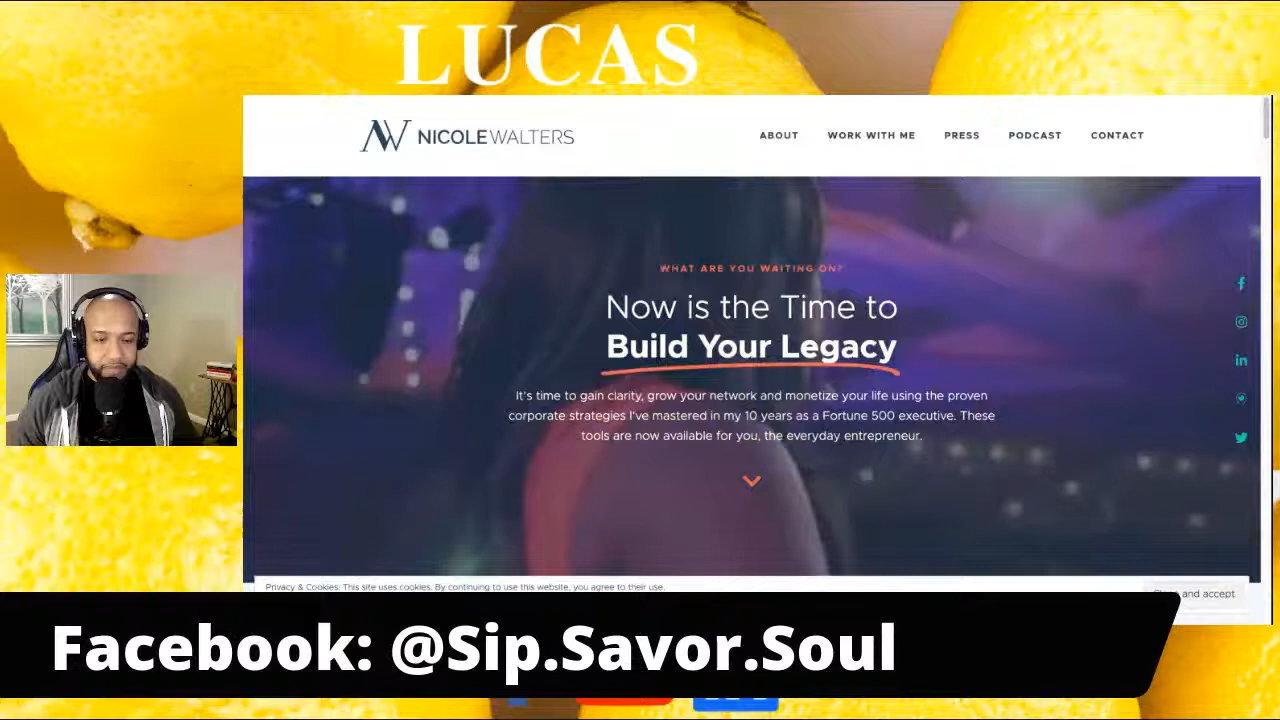 LUCAS
NICOLEWALTERS
ABOUT
WORK WITH ME
PRESS
PODCAST
CONTACT
WHAT ARE YOU WAITING ON?
Now is the Time to
Build Your Legacy
It's time to gain clarity, grow your network and monetize your life using the proven
corporate strategies I've mastered in my 10 years as a Fortune 500 executive. These
tools are now available for you, the everyday entrepreneur.
Privacy & Cookies: This site uses cookies. By continuing to use this website, you agree to their use.
and accept
Facebook: @Sip.Savor.Soul